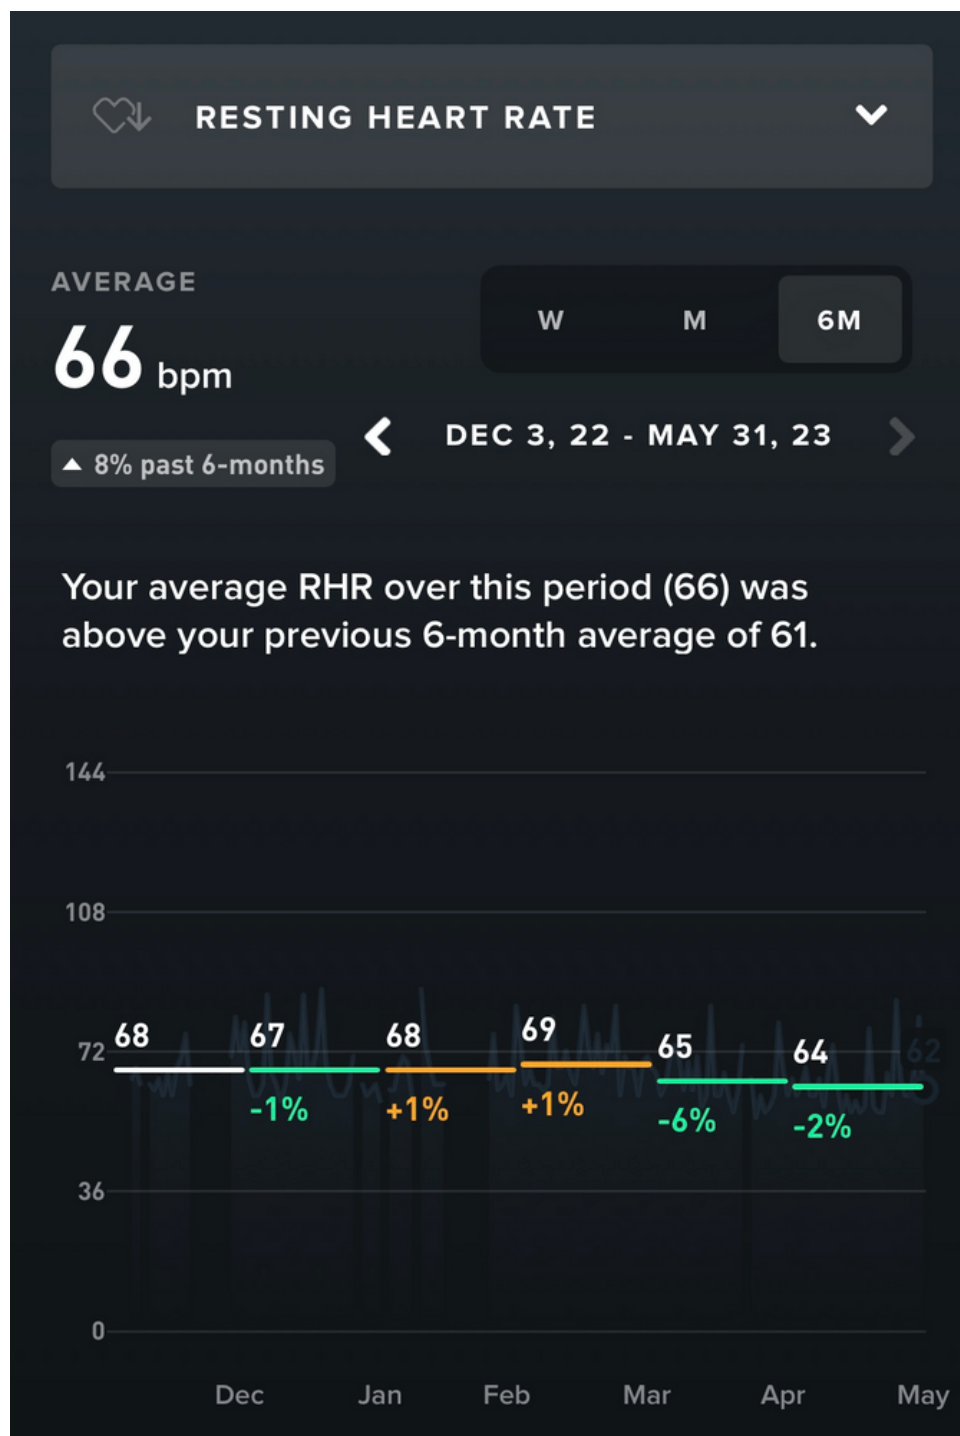 RESTING HEART RATE
AVERAGE
66 bpm
W M 6M
8% past 6-months
DEC 3, 22 - MAY 31, 23
Your average RHR over this period (66) was
above your previous 6-month average of 61.
144
108
72
36
0
68 67 68 69 65 64 62
-1% +1% +1% -6% -2%
Dec Jan Feb Mar Apr May